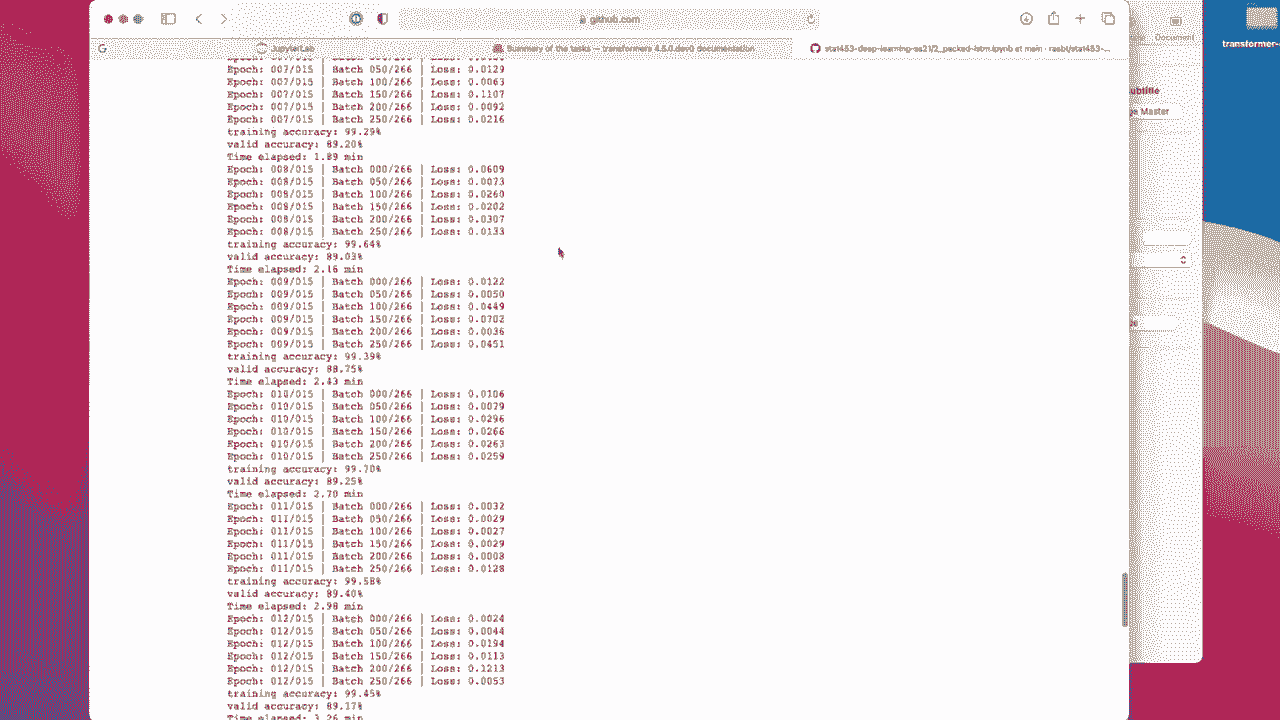 github.com
JupyterLab
Summary of the tasks — transformers 4.5.0.dev0 documentation
stat453-deep-learning-ss21/2_packed-lstm.ipynb at main · rasbt/stat453-...
Document
transformer-
ubtitle
Master
Epoch: 007/015 | Batch 050/266 | Loss: 0.0129
Epoch: 007/015 | Batch 100/266 | Loss: 0.0063
Epoch: 007/015 | Batch 150/266 | Loss: 0.1107
Epoch: 007/015 | Batch 200/266 | Loss: 0.0092
Epoch: 007/015 | Batch 250/266 | Loss: 0.0216
training accuracy: 99.29%
valid accuracy: 89.20%
Time elapsed: 1.89 min
Epoch: 008/015 | Batch 000/266 | Loss: 0.0609
Epoch: 008/015 | Batch 050/266 | Loss: 0.0073
Epoch: 008/015 | Batch 100/266 | Loss: 0.0260
Epoch: 008/015 | Batch 150/266 | Loss: 0.0202
Epoch: 008/015 | Batch 200/266 | Loss: 0.0307
Epoch: 008/015 | Batch 250/266 | Loss: 0.0133
training accuracy: 99.64%
valid accuracy: 89.03%
Time elapsed: 2.16 min
Epoch: 009/015 | Batch 000/266 | Loss: 0.0122
Epoch: 009/015 | Batch 050/266 | Loss: 0.0050
Epoch: 009/015 | Batch 100/266 | Loss: 0.0449
Epoch: 009/015 | Batch 150/266 | Loss: 0.0702
Epoch: 009/015 | Batch 200/266 | Loss: 0.0036
Epoch: 009/015 | Batch 250/266 | Loss: 0.0451
training accuracy: 99.39%
valid accuracy: 88.75%
Time elapsed: 2.43 min
Epoch: 010/015 | Batch 000/266 | Loss: 0.0106
Epoch: 010/015 | Batch 050/266 | Loss: 0.0079
Epoch: 010/015 | Batch 100/266 | Loss: 0.0296
Epoch: 010/015 | Batch 150/266 | Loss: 0.0266
Epoch: 010/015 | Batch 200/266 | Loss: 0.0263
Epoch: 010/015 | Batch 250/266 | Loss: 0.0259
training accuracy: 99.70%
valid accuracy: 89.25%
Time elapsed: 2.70 min
Epoch: 011/015 | Batch 000/266 | Loss: 0.0032
Epoch: 011/015 | Batch 050/266 | Loss: 0.0029
Epoch: 011/015 | Batch 100/266 | Loss: 0.0027
Epoch: 011/015 | Batch 150/266 | Loss: 0.0029
Epoch: 011/015 | Batch 200/266 | Loss: 0.0008
Epoch: 011/015 | Batch 250/266 | Loss: 0.0128
training accuracy: 99.58%
valid accuracy: 89.40%
Time elapsed: 2.98 min
Epoch: 012/015 | Batch 000/266 | Loss: 0.0024
Epoch: 012/015 | Batch 050/266 | Loss: 0.0044
Epoch: 012/015 | Batch 100/266 | Loss: 0.0194
Epoch: 012/015 | Batch 150/266 | Loss: 0.0113
Epoch: 012/015 | Batch 200/266 | Loss: 0.1213
Epoch: 012/015 | Batch 250/266 | Loss: 0.0053
training accuracy: 99.45%
valid accuracy: 89.17%
Time elapsed: 3.26 min